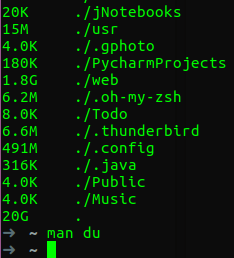 20K ./jNotebooks
15M ./usr
4.0K ./.gphoto
180K ./PycharmProjects
1.8G ./web
6.2M ./.oh-my-zsh
8.0K ./Todo
6.6M ./.thunderbird
491M ./.config
316K ./.java
4.0K ./Public
4.0K ./Music
20G .
→ ~ man du
→ ~